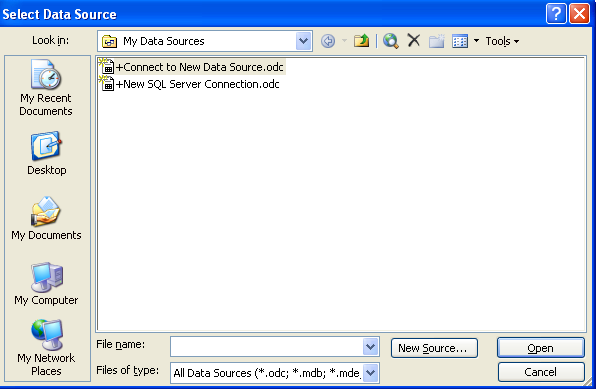 Select Data Source
Look in: My Data Sources Tools
+Connect to New Data Source.odc
+New SQL Server Connection.odc
My Recent
Documents
Desktop
My Documents
My Computer
My Network
Places
File name: New Source... Open
Files of type: All Data Sources (*.odc; *.mdb; *.mde Cancel